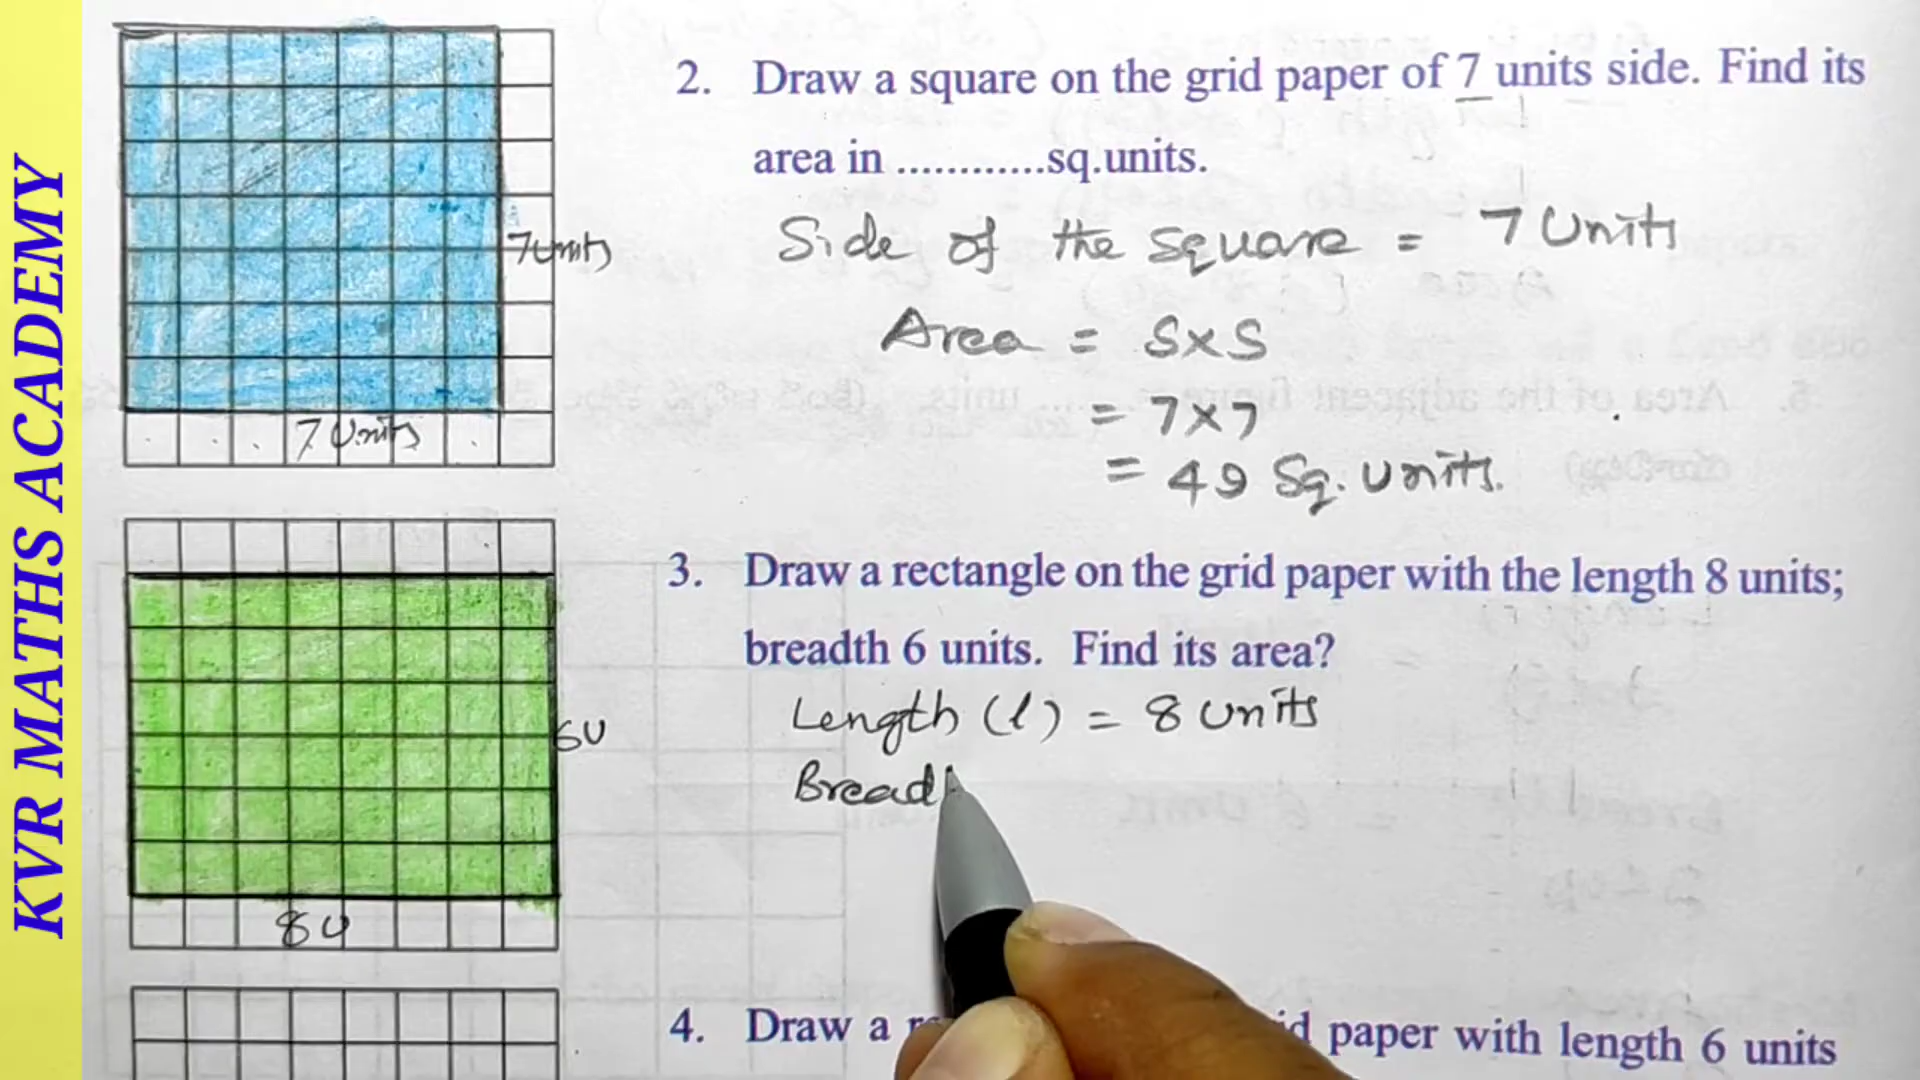 KVR MATHS ACADEMY
7 Units
7 Units
2. Draw a square on the grid paper of 7 units side. Find its
area in ............sq.units.
Side of the square = 7 Units
Area = S×S
= 7×7
= 49 Sq. Units.
6U
8U
3. Draw a rectangle on the grid paper with the length 8 units;
breadth 6 units. Find its area?
Length (l) = 8 Units
Bread
4. Draw a paper with length 6 units